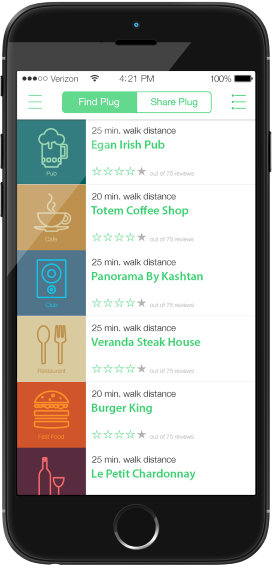 Verizon 4:21 PM 100%
Find Plug Share Plug
25 min. walk distance
Egan Irish Pub
Pub
out of 75 reviews
20 min. walk distance
Totem Coffee Shop
Cafe
out of 75 reviews
25 min. walk distance
Panorama By Kashtan
Club
out of 75 reviews
25 min. walk distance
Veranda Steak House
Restaurant
out of 75 reviews
20 min. walk distance
Burger King
Fast Food
out of 75 reviews
25 min. walk distance
Le Petit Chardonnay